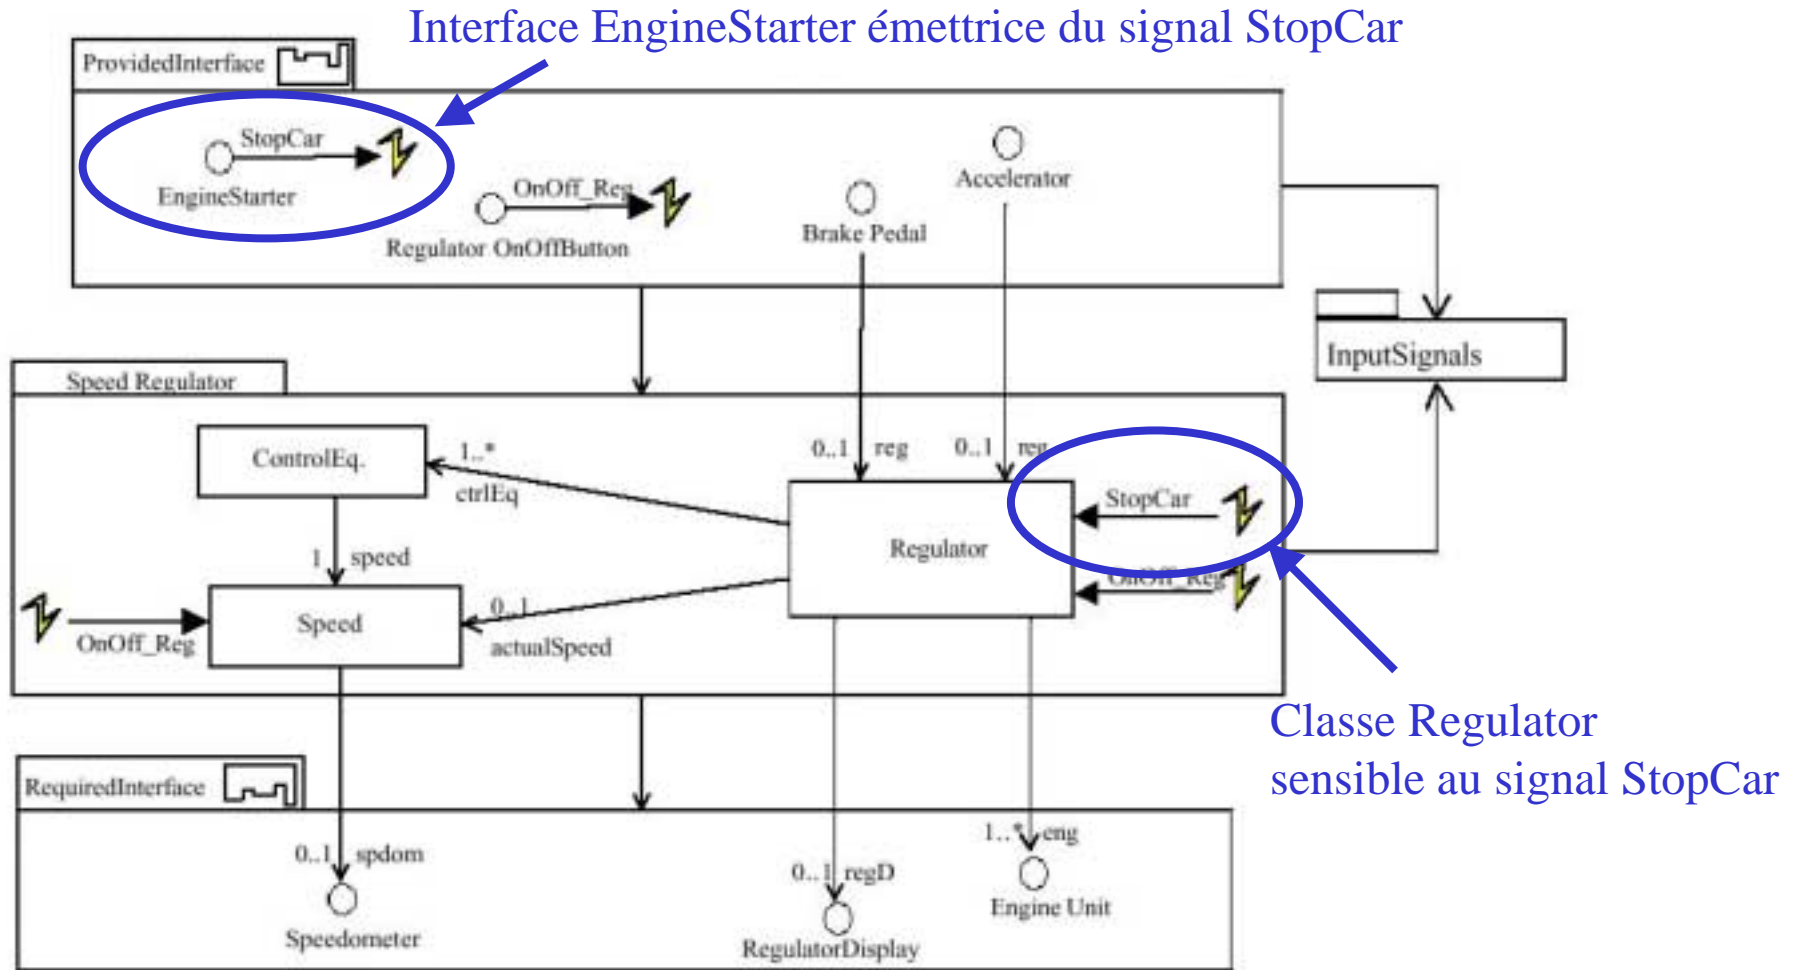 Interface EngineStarter émettrice du signal StopCar
ProvidedInterface
StopCar
EngineStarter
OnOff_Reg
Regulator OnOffButton
Brake Pedal
Accelerator
InputSignals
Speed Regulator
ControlEq.
1..*
ctrlEq
0..1 reg
0..1 reg
StopCar
Regulator
OnOff_Reg
1 speed
Speed
OnOff_Reg
0..1
actualSpeed
Classe Regulator
sensible au signal StopCar
RequiredInterface
0..1 spdom
Speedometer
0..1 regD
RegulatorDisplay
1..* eng
Engine Unit